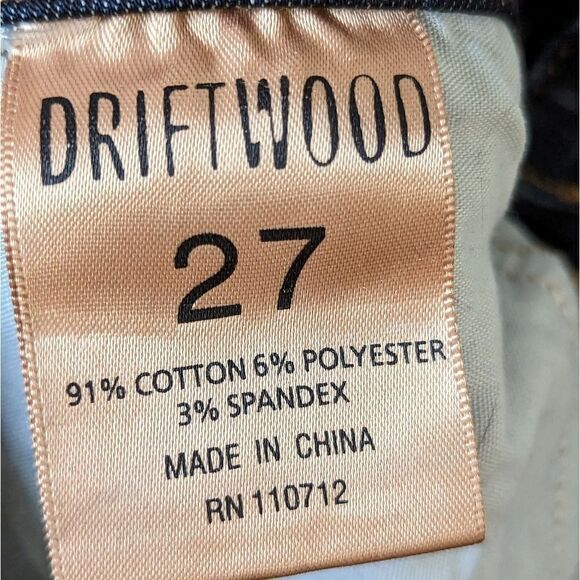 DRIFTWOOD
27
91% COTTON 6% POLYESTER
3% SPANDEX
MADE IN CHINA
RN 110712